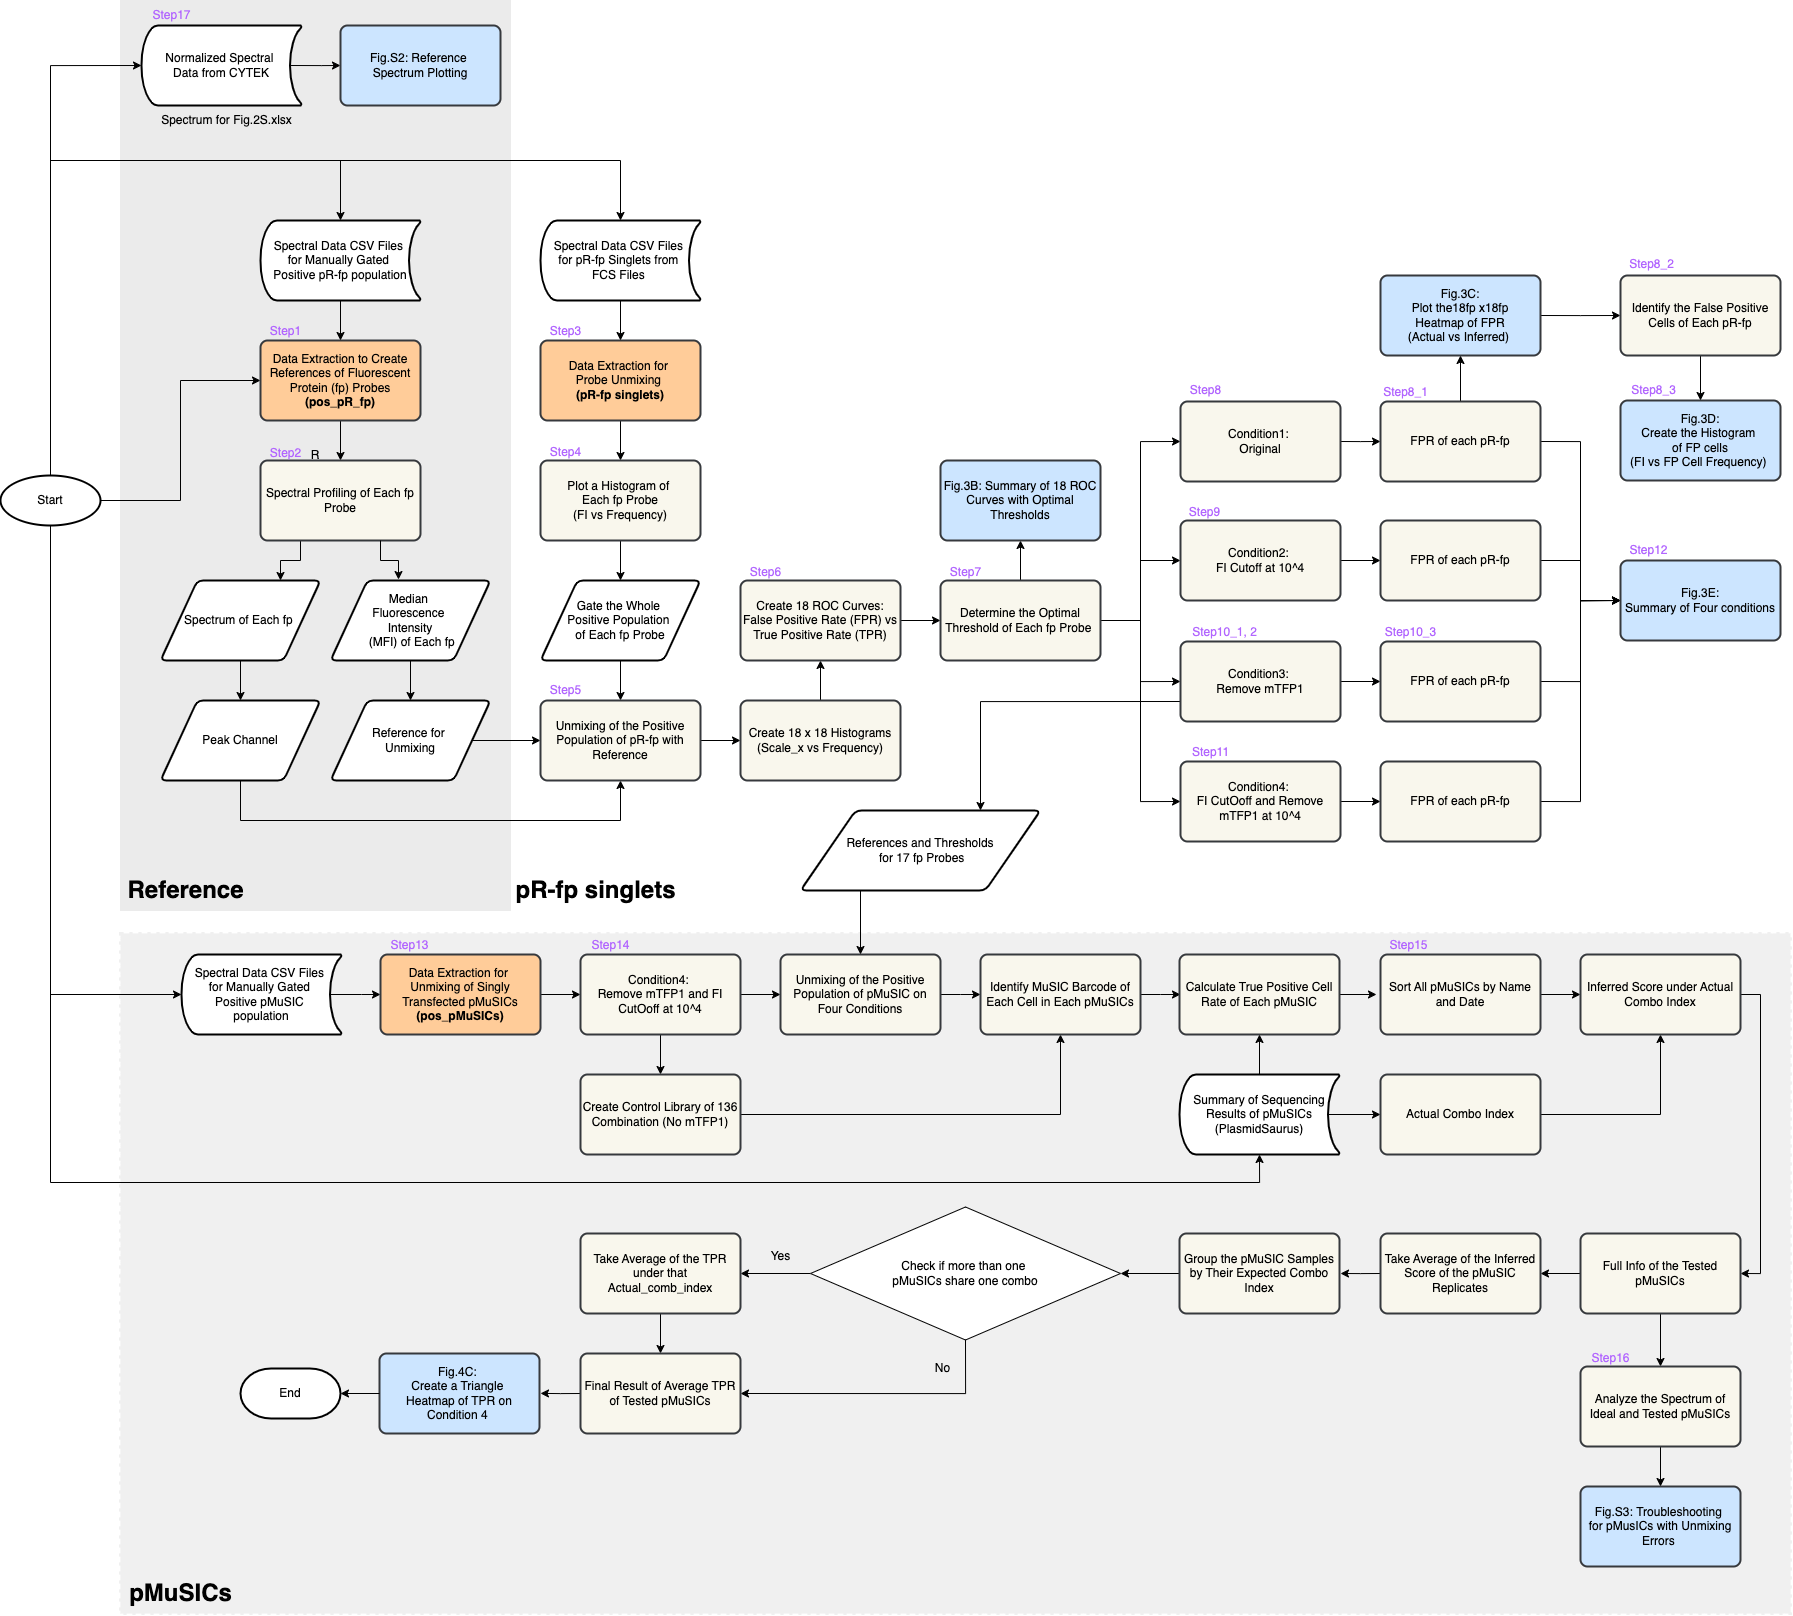 Step17
Normalized Spectral
Data from CYTEK
Fig.S2: Reference
Spectrum Plotting
Spectrum for Fig.2S.xlsx
Spectral Data CSV Files
for Manually Gated
Positive pR-fp population
Spectral Data CSV Files
for pR-fp Singlets from
FCS Files
Step1
Data Extraction to Create
References of Fluorescent
Protein (fp) Probes
(pos_pR_fp)
Step3
Data Extraction for
Probe Unmixing
(pR-fp singlets)
Step2
R
Spectral Profiling of Each fp
Probe
Start
Step4
Plot a Histogram of
Each fp Probe
(FI vs Frequency)
Spectrum of Each fp
Median
Fluorescence
Intensity
(MFI) of Each fp
Gate the Whole
Positive Population
of Each fp Probe
Peak Channel
Reference for
Unmixing
Step5
Unmixing of the Positive
Population of pR-fp with
Reference
Create 18 x 18 Histograms
(Scale_x vs Frequency)
Step6
Create 18 ROC Curves:
False Positive Rate (FPR) vs
True Positive Rate (TPR)
Step7
Determine the Optimal
Threshold of Each fp Probe
Fig.3B: Summary of 18 ROC
Curves with Optimal
Thresholds
Step8
Condition1:
Original
Step8_1
FPR of each pR-fp
Fig.3C:
Plot the18fp x18fp
Heatmap of FPR
(Actual vs Inferred)
Step8_2
Identify the False Positive
Cells of Each pR-fp
Step8_3
Fig.3D:
Create the Histogram
of FP cells
(FI vs FP Cell Frequency)
Step9
Condition2:
FI Cutoff at 10^4
FPR of each pR-fp
Step12
Fig.3E:
Summary of Four conditions
Step10_1, 2
Condition3:
Remove mTFP1
Step10_3
FPR of each pR-fp
Step11
Condition4:
FI CutOoff and Remove
mTFP1 at 10^4
FPR of each pR-fp
References and Thresholds
for 17 fp Probes
Reference
pR-fp singlets
Spectral Data CSV Files
for Manually Gated
Positive pMuSIC
population
Step13
Data Extraction for
Unmixing of Singly
Transfected pMuSICs
(pos_pMuSICs)
Step14
Condition4:
Remove mTFP1 and FI
CutOoff at 10^4
Unmixing of the Positive
Population of pMuSIC on
Four Conditions
Identify MuSIC Barcode of
Each Cell in Each pMuSICs
Calculate True Positive Cell
Rate of Each pMuSIC
Step15
Sort All pMuSICs by Name
and Date
Inferred Score under Actual
Combo Index
Create Control Library of 136
Combination (No mTFP1)
Summary of Sequencing
Results of pMuSICs
(PlasmidSaurus)
Actual Combo Index
Take Average of the TPR
under that
Actual_comb_index
Yes
Check if more than one
pMuSICs share one combo
Group the pMuSIC Samples
by Their Expected Combo
Index
Take Average of the Inferred
Score of the pMuSIC
Replicates
Full Info of the Tested
pMuSICs
No
End
Fig.4C:
Create a Triangle
Heatmap of TPR on
Condition 4
Final Result of Average TPR
of Tested pMuSICs
Step16
Analyze the Spectrum of
Ideal and Tested pMuSICs
Fig.S3: Troubleshooting
for pMusICs with Unmixing
Errors
pMuSICs